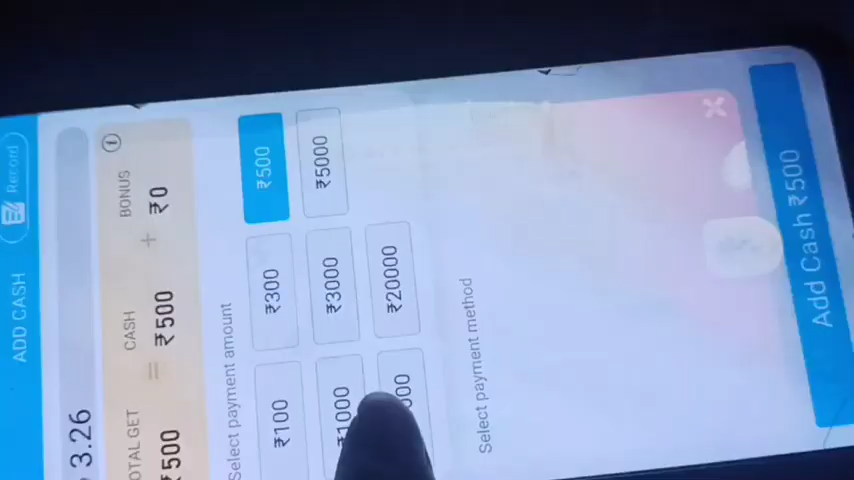 ADD CASH
Record
3.26
TOTAL GET CASH BONUS
₹500 = ₹500 + ₹0
Select payment amount
₹100 ₹300 ₹500
₹1000 ₹3000 ₹5000
₹20000
Select payment method
Add Cash ₹500